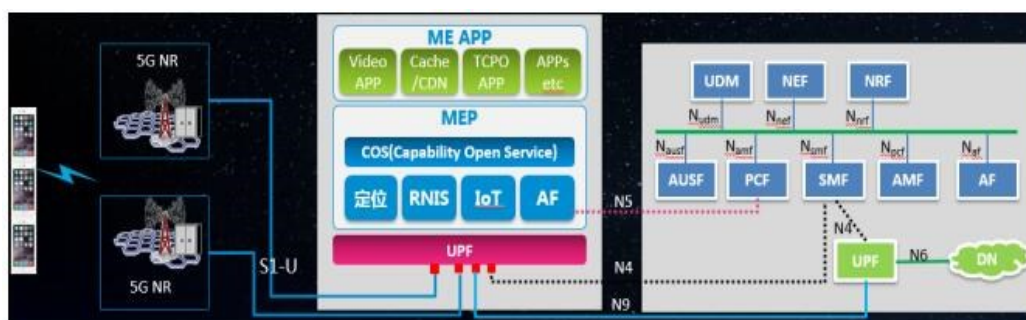 5G NR
5G NR
S1-U
ME APP
Video
APP
Cache
/CDN
TCPO
APP
APPs
etc
MEP
COS(Capability Open Service)
定位
RNIS
IoT
AF
UPF
N5
N4
N9
UDM
NEF
NRF
Nudm
Nnef
Nnrf
Nausf
Namf
Nsmf
Npcf
Naf
AUSF
PCF
SMF
AMF
AF
N4
UPF
N6
DN